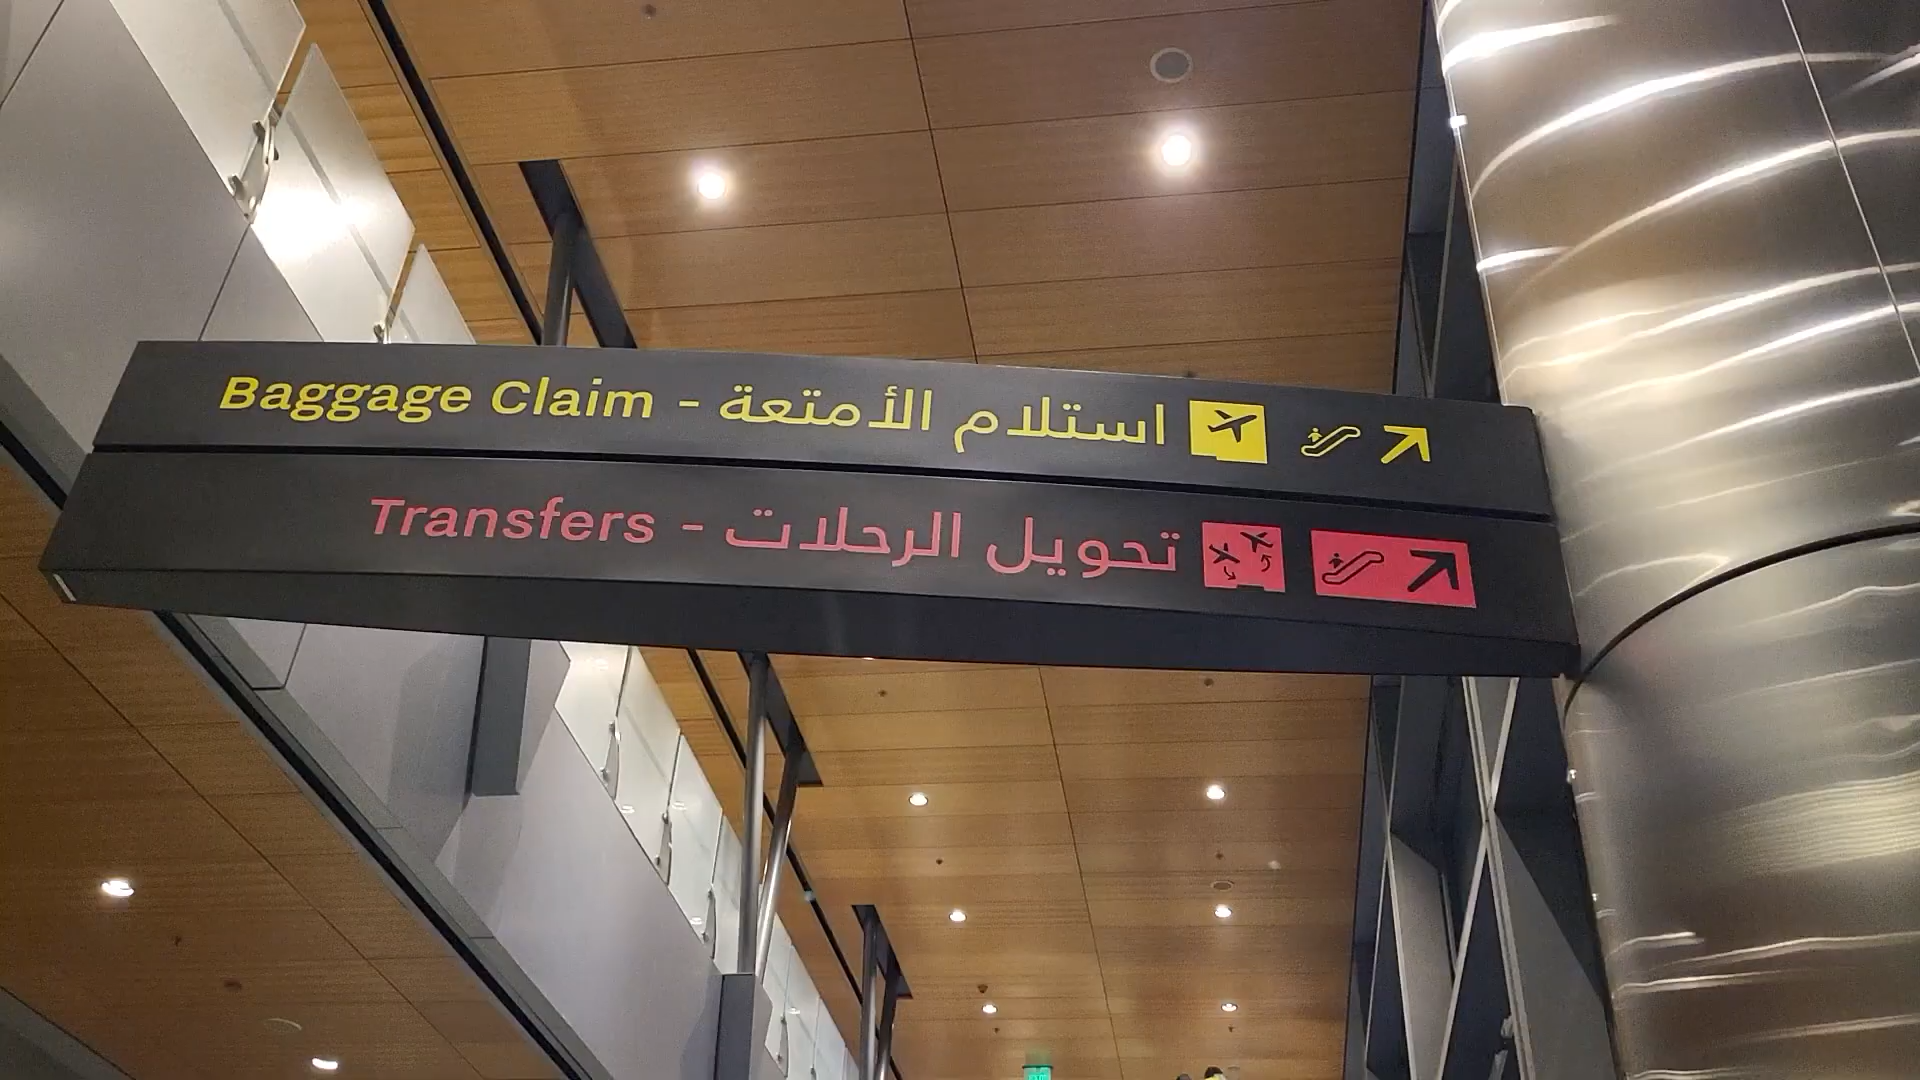 Baggage Claim - استلام الأمتعة
Transfers - تحويل الرحلات